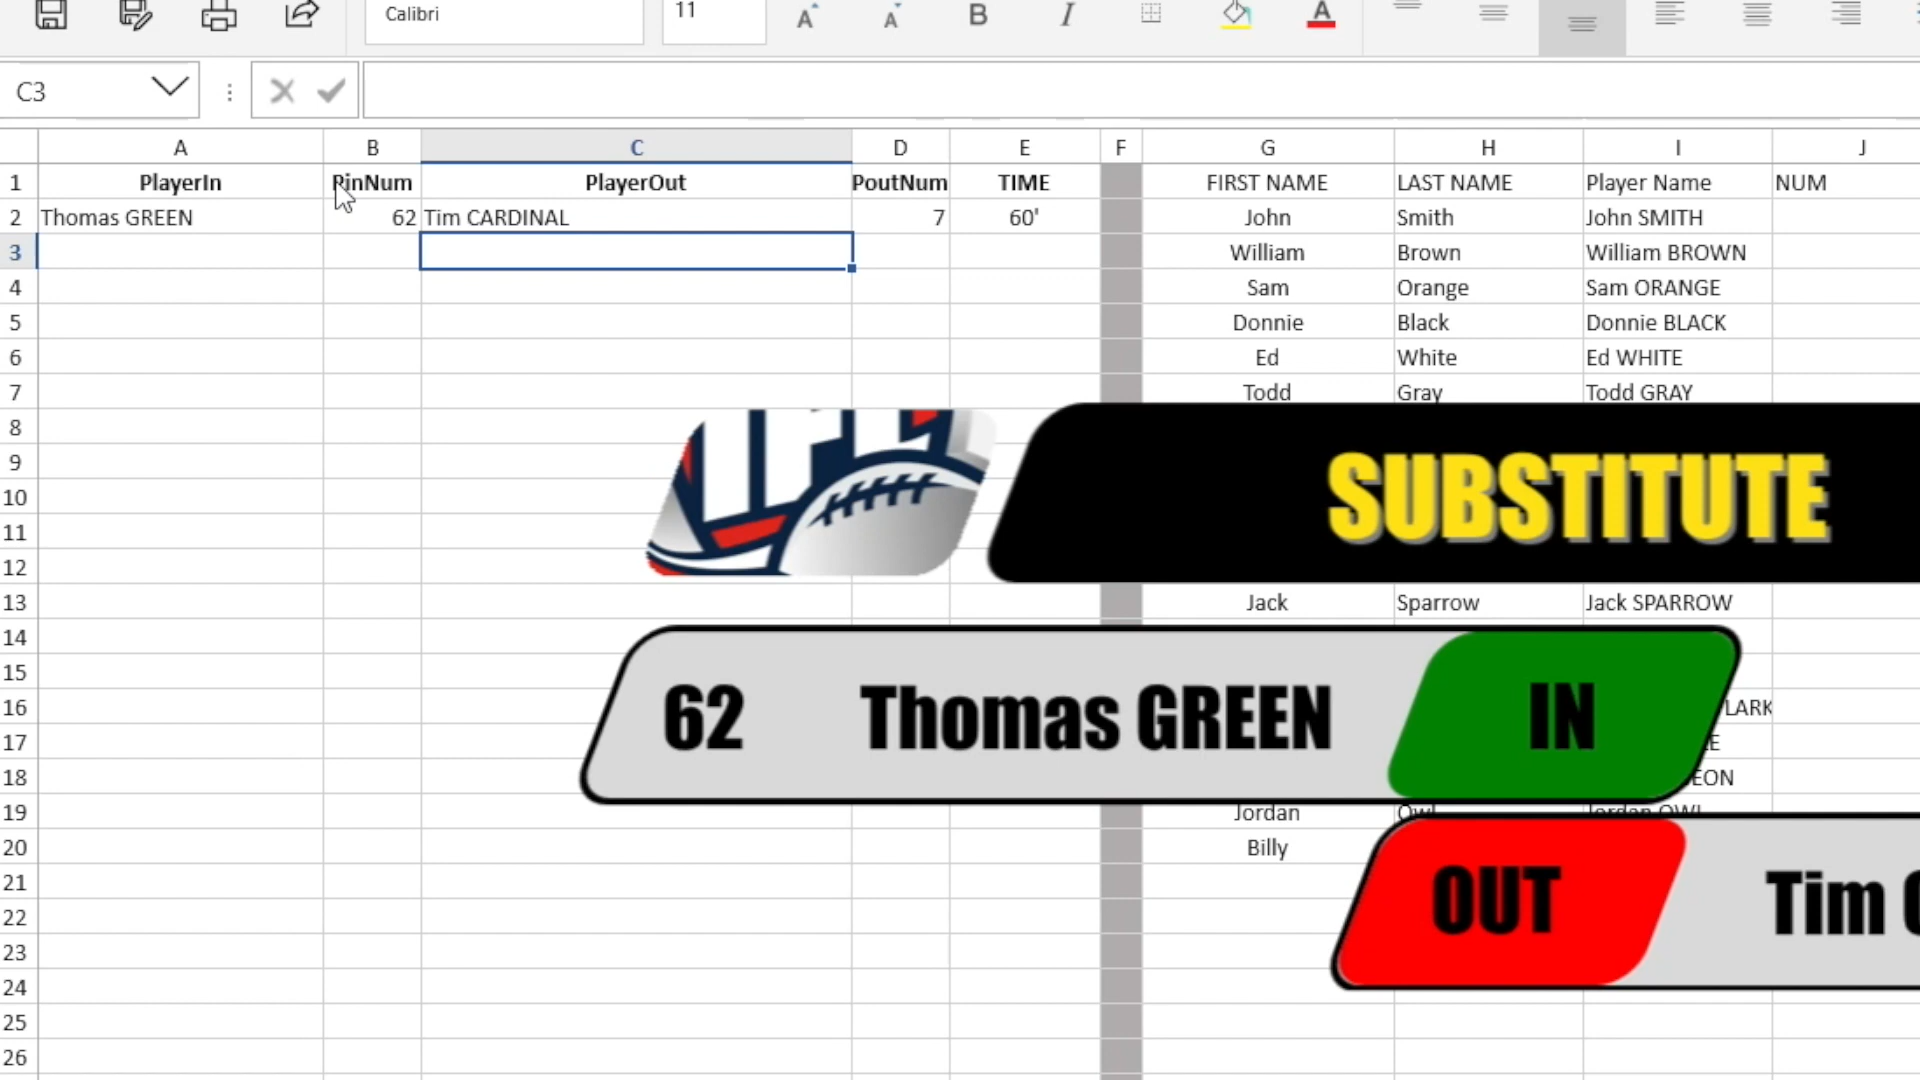 Calibri
11
C3
A B C D E F G H I J
1 PlayerIn PinNum PlayerOut PoutNum TIME FIRST NAME LAST NAME Player Name NUM
2 Thomas GREEN 62 Tim CARDINAL 7 60' John Smith John SMITH
3 William Brown William BROWN
4 Sam Orange Sam ORANGE
5 Donnie Black Donnie BLACK
6 Ed White Ed WHITE
7 Todd Gray Todd GRAY
8
9
SUBSTITUTE
10
11
12
13 Jack Sparrow Jack SPARROW
14
15
16 LARK
62 Thomas GREEN IN
17
18 EON
19 Jordan Owl Jordan OWL
20 Billy
21
OUT Tim
22
23
24
25
26